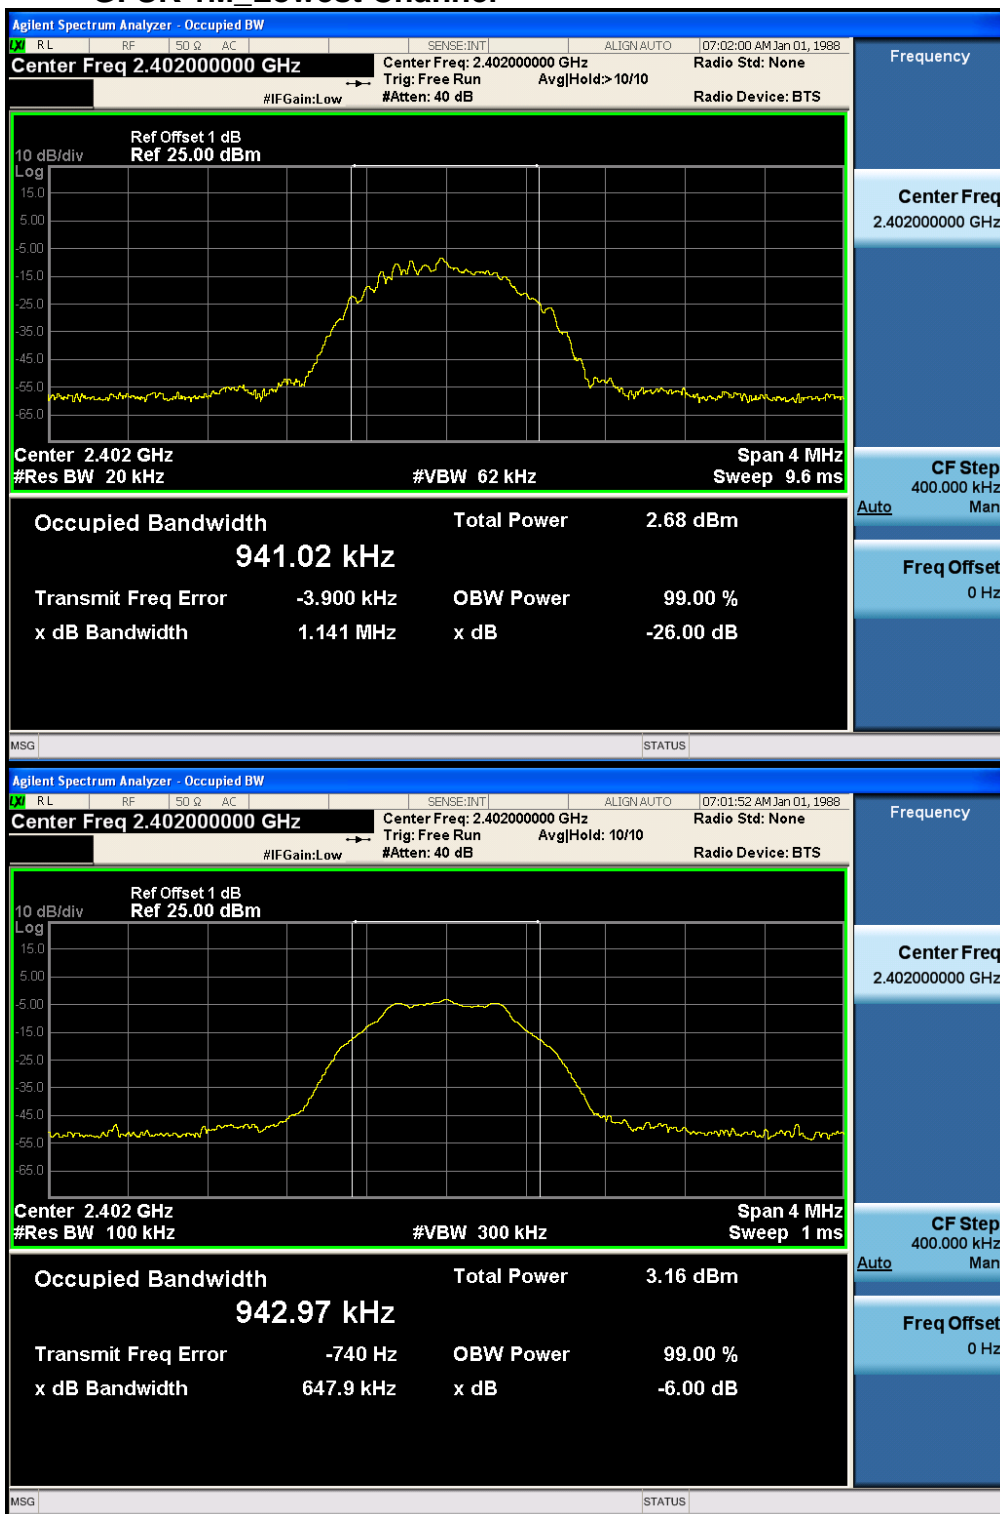 Agilent Spectrum Analyzer - Occupied BW
LXI RL RF 50 Ω AC SENSE:INT ALIGN AUTO 07:02:00 AM Jan 01, 1988
Center Freq 2.402000000 GHz Center Freq: 2.402000000 GHz Radio Std: None Frequency
Trig: Free Run Avg|Hold:>10/10
#IFGain:Low #Atten: 40 dB Radio Device: BTS
Ref Offset 1 dB
10 dB/div Ref 25.00 dBm
Log
15.0
5.00
-5.00
-15.0
-25.0
-35.0
-45.0
-55.0
-65.0
Center 2.402 GHz Span 4 MHz
#Res BW 20 kHz #VBW 62 kHz Sweep 9.6 ms
Center Freq
2.402000000 GHz
CF Step
400.000 kHz
Auto Man
Freq Offset
0 Hz
Occupied Bandwidth Total Power 2.68 dBm
941.02 kHz
Transmit Freq Error -3.900 kHz OBW Power 99.00 %
x dB Bandwidth 1.141 MHz x dB -26.00 dB
MSG STATUS
Agilent Spectrum Analyzer - Occupied BW
LXI RL RF 50 Ω AC SENSE:INT ALIGN AUTO 07:01:52 AM Jan 01, 1988
Center Freq 2.402000000 GHz Center Freq: 2.402000000 GHz Radio Std: None Frequency
Trig: Free Run Avg|Hold: 10/10
#IFGain:Low #Atten: 40 dB Radio Device: BTS
Ref Offset 1 dB
10 dB/div Ref 25.00 dBm
Log
15.0
5.00
-5.00
-15.0
-25.0
-35.0
-45.0
-55.0
-65.0
Center 2.402 GHz Span 4 MHz
#Res BW 100 kHz #VBW 300 kHz Sweep 1 ms
Center Freq
2.402000000 GHz
CF Step
400.000 kHz
Auto Man
Freq Offset
0 Hz
Occupied Bandwidth Total Power 3.16 dBm
942.97 kHz
Transmit Freq Error -740 Hz OBW Power 99.00 %
x dB Bandwidth 647.9 kHz x dB -6.00 dB
MSG STATUS